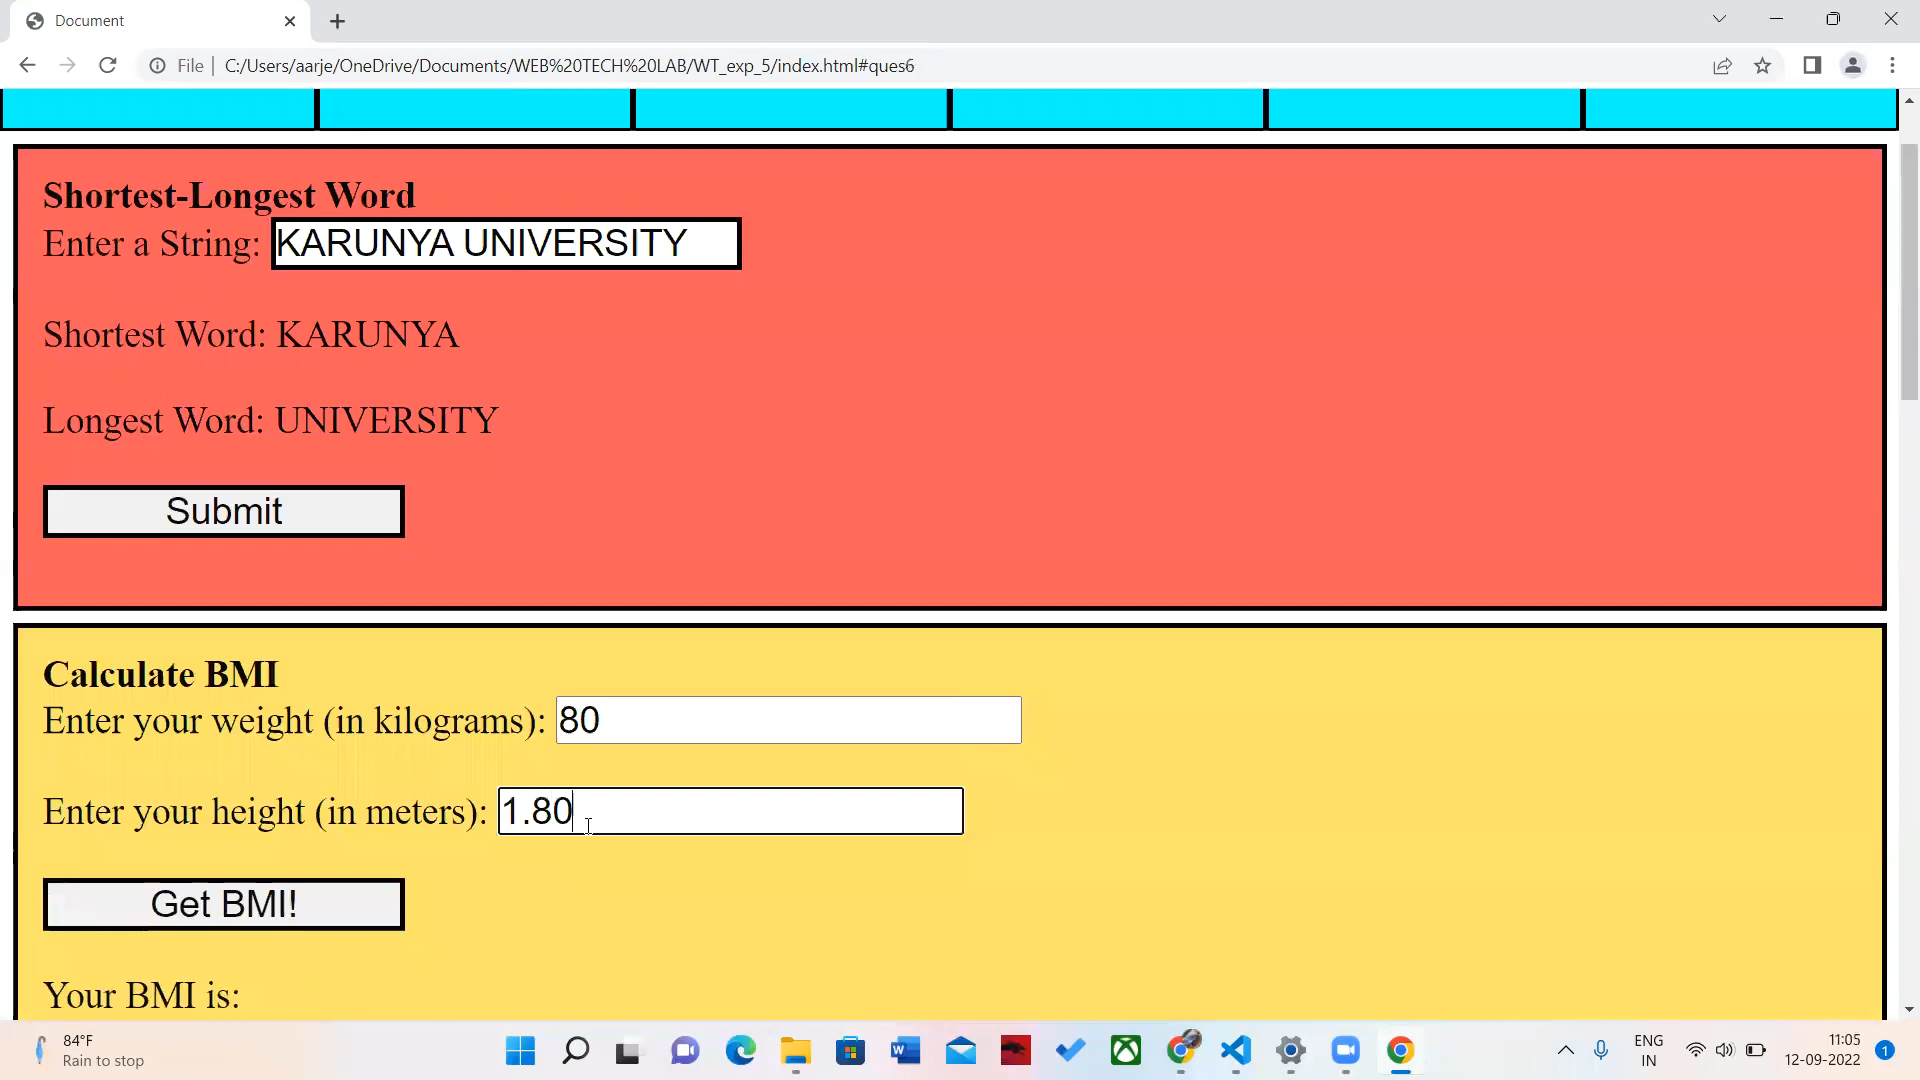 Document
File
C:/Users/aarje/OneDrive/Documents/WEB%20TECH%20LAB/WT_exp_5/index.html#ques6
Shortest-Longest Word
Enter a String: KARUNYA UNIVERSITY
Shortest Word: KARUNYA
Longest Word: UNIVERSITY
Submit
Calculate BMI
Enter your weight (in kilograms): 80
Enter your height (in meters): 1.80
Get BMI!
Your BMI is:
84°F
Rain to stop
ENG
IN
11:05
12-09-2022
1